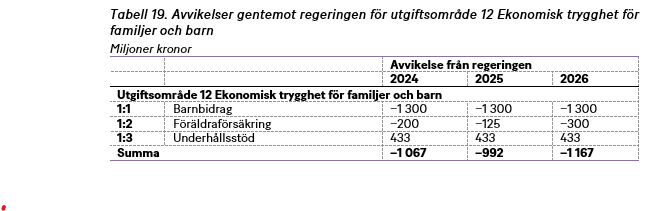 Tabell 19. Avvikelser gentemot regeringen för utgiftsområde 12 Ekonomisk trygghet för
familjer och barn
Miljoner kronor
Avvikelse från regeringen
2024 2025 2026
Utgiftsområde 12 Ekonomisk trygghet för familjer och barn
1:1 Barnbidrag −1 300 −1 300 −1 300
1:2 Föräldraförsäkring −200 −125 −300
1:3 Underhållsstöd 433 433 433
Summa −1 067 −992 −1 167